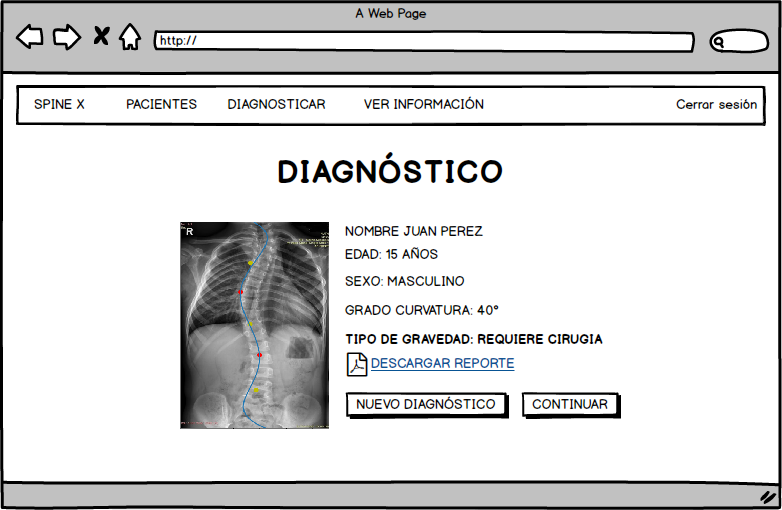 A Web Page
http://
SPINE X PACIENTES DIAGNOSTICAR VER INFORMACIÓN Cerrar sesión
DIAGNÓSTICO
R
NOMBRE JUAN PEREZ
EDAD: 15 AÑOS
SEXO: MASCULINO
GRADO CURVATURA: 40°
TIPO DE GRAVEDAD: REQUIERE CIRUGIA
DESCARGAR REPORTE
NUEVO DIAGNÓSTICO CONTINUAR